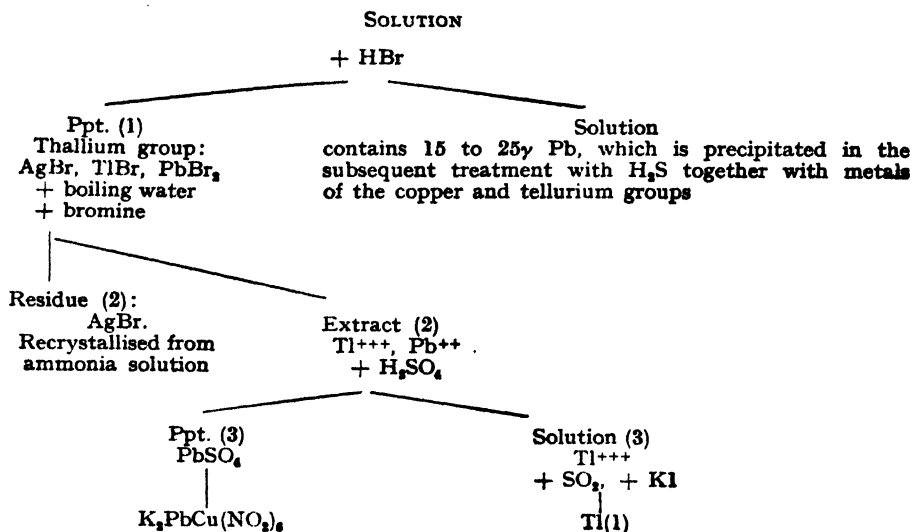 SOLUTION
+ HBr
Ppt. (1)
Thallium group:
AgBr, TlBr, PbBr₂
+ boiling water
+ bromine
Solution
contains 15 to 25γ Pb, which is precipitated in the
subsequent treatment with H₂S together with metals
of the copper and tellurium groups
Residue (2):
AgBr.
Recrystallised from
ammonia solution
Extract (2)
Tl+++, Pb++
+ H₂SO₄
Ppt. (3)
PbSO₄
K₂PbCu(NO₂)₆
Solution (3)
Tl+++
+ SO₂, + K1
Tl(1)